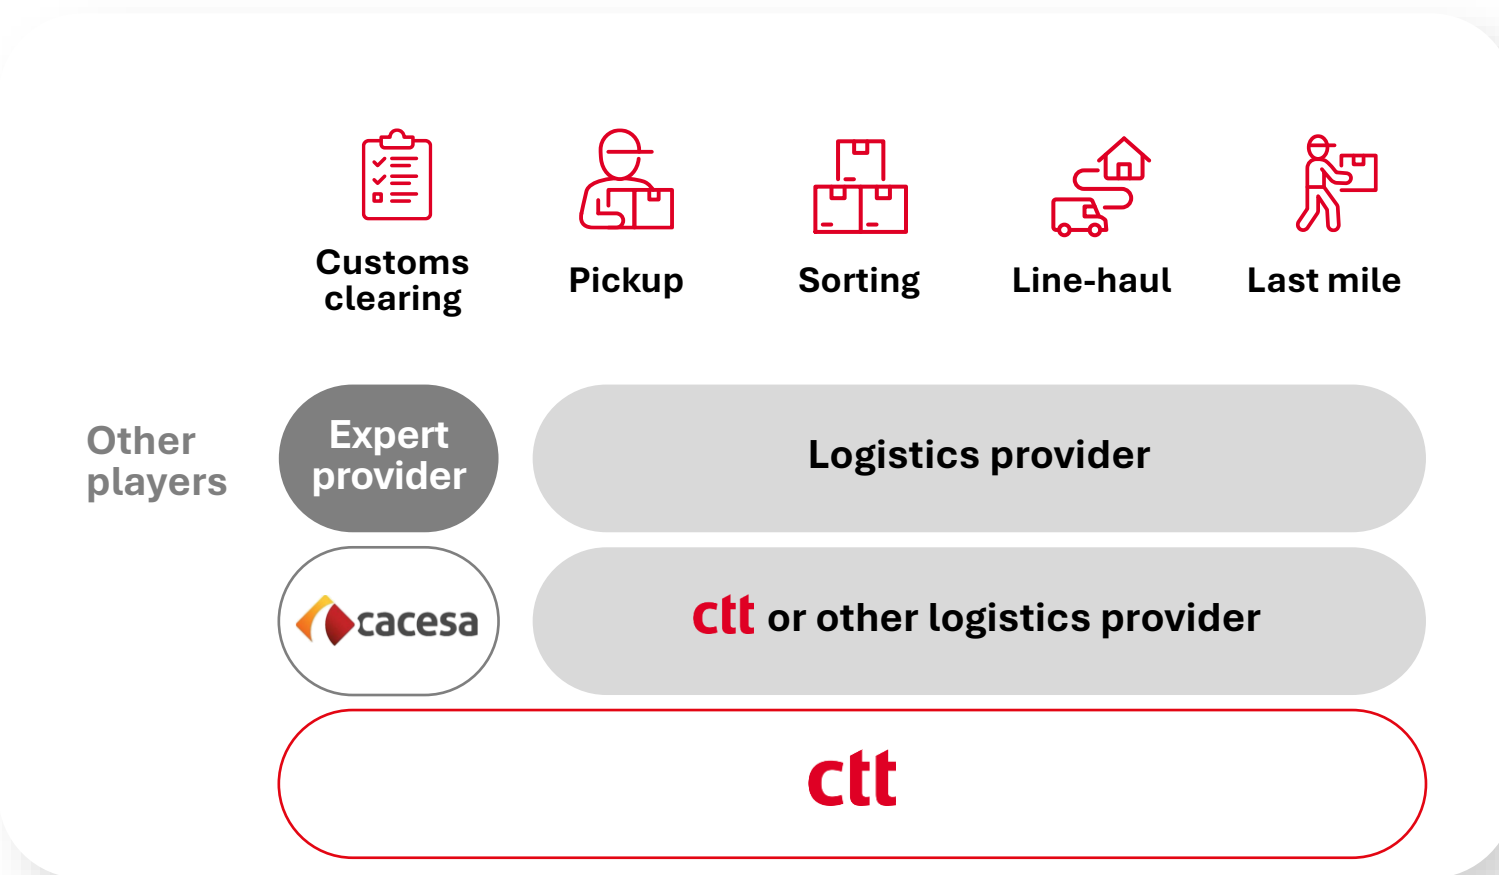 Customs
clearing
Pickup
Sorting
Line-haul
Last mile
Other
players
Expert
provider
Logistics provider
cacesa
ctt or other logistics provider
ctt